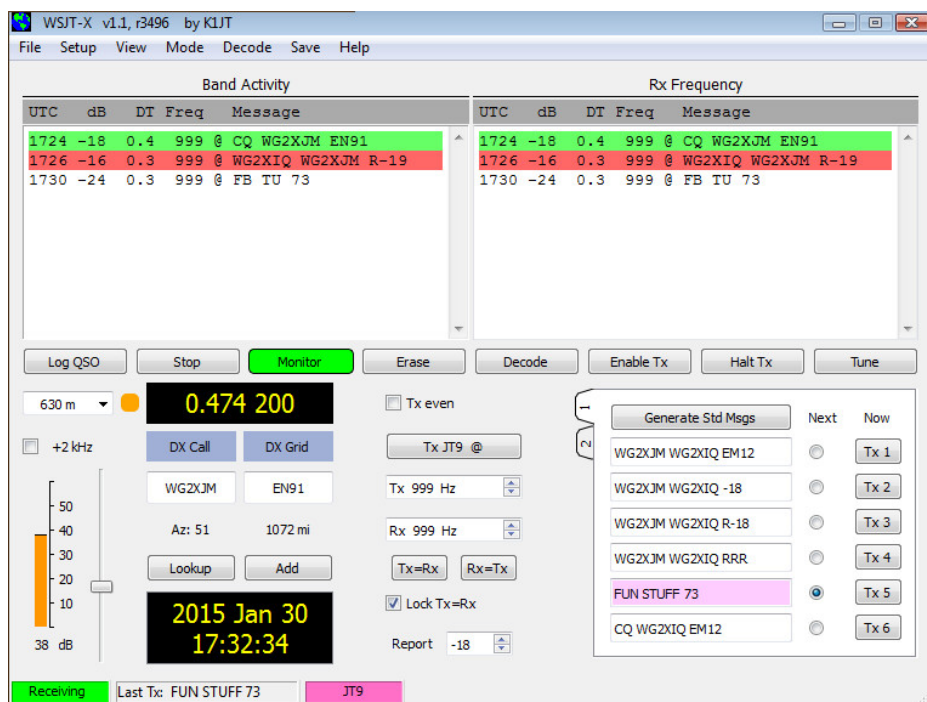 WSJT-X v1.1, r3496 by K1JT
File Setup View Mode Decode Save Help
Band Activity
UTC dB DT Freq Message
1724 -18 0.4 999 @ CQ WG2XJM EN91
1726 -16 0.3 999 @ WG2XIQ WG2XJM R-19
1730 -24 0.3 999 @ FB TU 73
Rx Frequency
UTC dB DT Freq Message
1724 -18 0.4 999 @ CQ WG2XJM EN91
1726 -16 0.3 999 @ WG2XIQ WG2XJM R-19
1730 -24 0.3 999 @ FB TU 73
Log QSO Stop Monitor Erase Decode Enable Tx Halt Tx Tune
630 m
0.474 200
+2 kHz
DX Call DX Grid
WG2XJM EN91
Az: 51 1072 mi
Lookup Add
2015 Jan 30
17:32:34
50
40
30
20
10
38 dB
Tx even
Tx JT9 @
Tx 999 Hz
Rx 999 Hz
Tx=Rx Rx=Tx
Lock Tx=Rx
Report -18
1
2
Generate Std Msgs Next Now
WG2XJM WG2XIQ EM12 Tx 1
WG2XJM WG2XIQ -18 Tx 2
WG2XJM WG2XIQ R-18 Tx 3
WG2XJM WG2XIQ RRR Tx 4
FUN STUFF 73 Tx 5
CQ WG2XIQ EM12 Tx 6
Receiving Last Tx: FUN STUFF 73 JT9